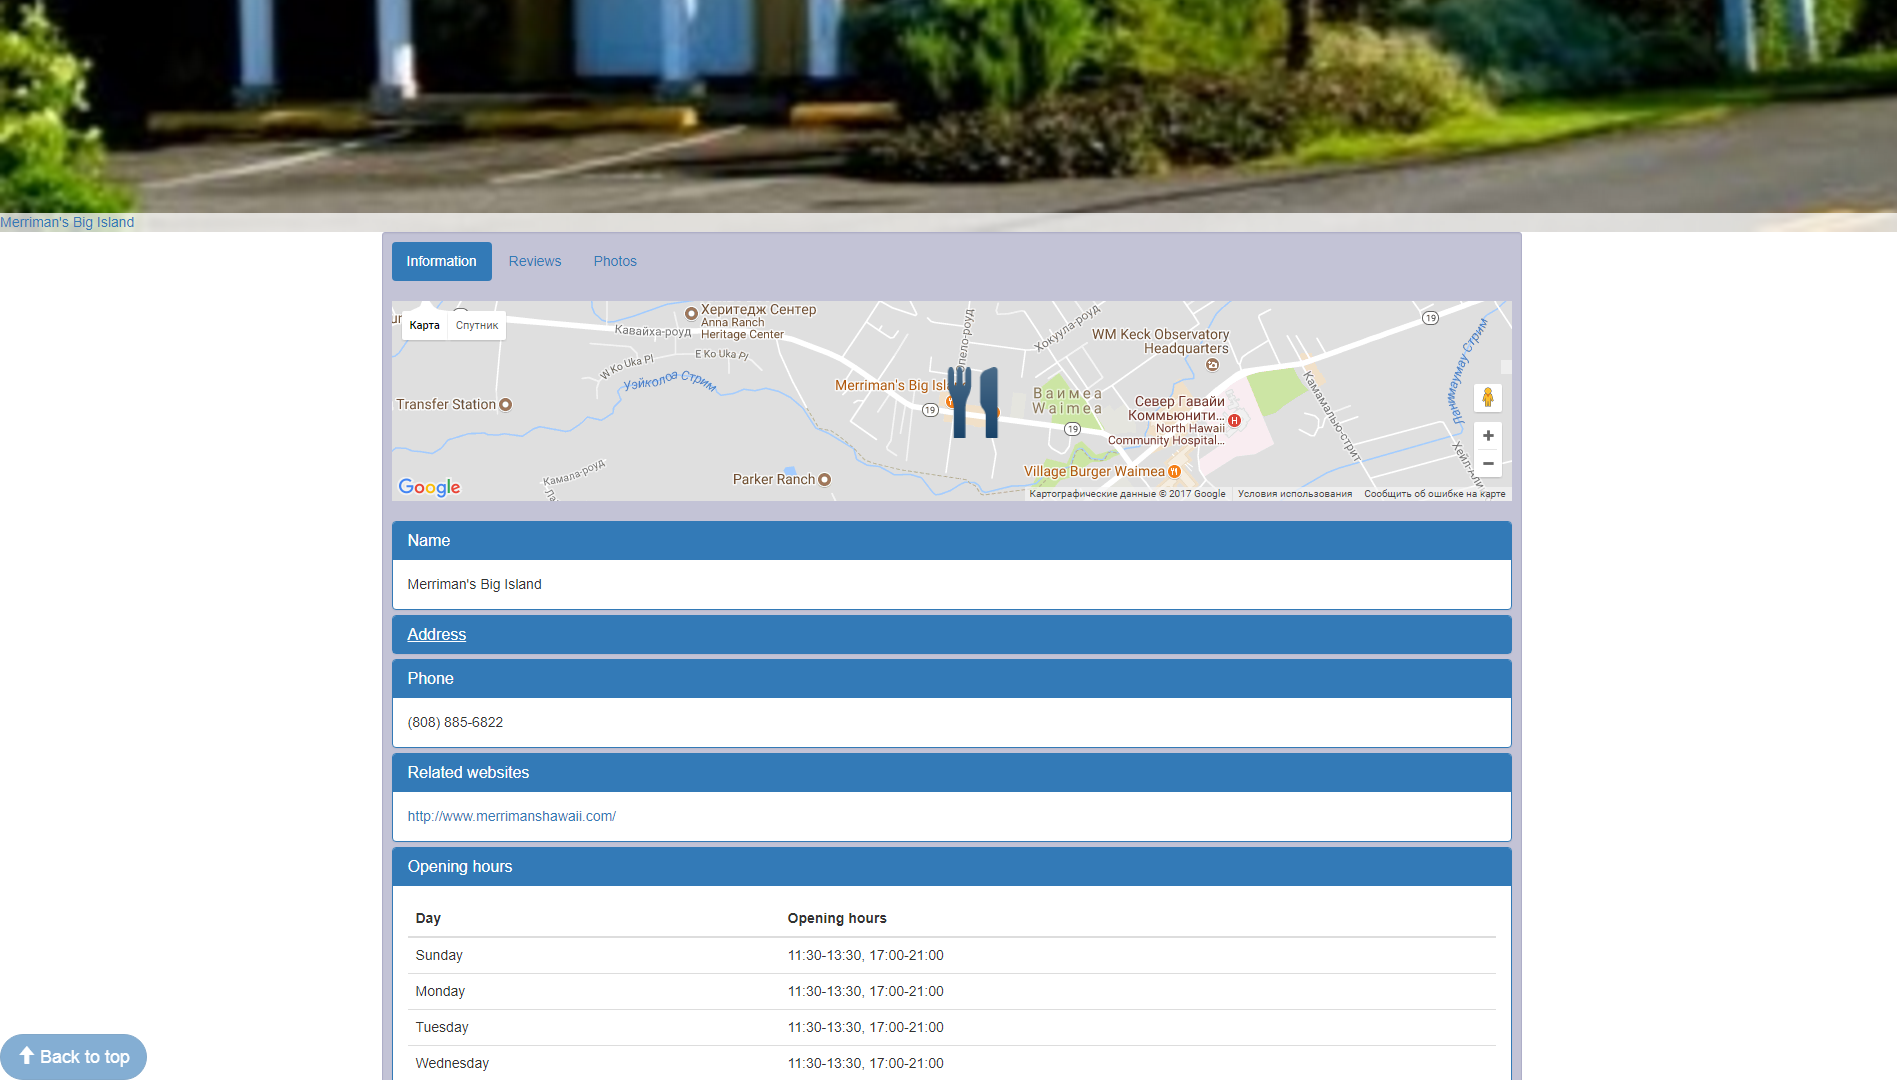 Merriman's Big Island
Information
Reviews
Photos
Карта
Спутник
Херитедж Сентер
Anna Ranch
Heritage Center
Кавайха-роуд
W Ko Uka Pl
E Ko Uka Pl
Уэйколоа Стрим
Transfer Station
Merriman's Big Isla
Хокуула-роуд
WM Keck Observatory
Headquarters
19
Ваимеа
Waimea
19
19
Север Гавайи
Коммьюнити...
North Hawaii
Community Hospital...
H
Камамалью-стрит
Parker Ranch
Камала-роуд
Village Burger Waimea
Google
Картографические данные © 2017 Google
Условия использования
Сообщить об ошибке на карте
Name
Merriman's Big Island
Address
Phone
(808) 885-6822
Related websites
http://www.merrimanshawaii.com/
Opening hours
Day Opening hours
Sunday 11:30-13:30, 17:00-21:00
Monday 11:30-13:30, 17:00-21:00
Tuesday 11:30-13:30, 17:00-21:00
Wednesday 11:30-13:30, 17:00-21:00
Back to top